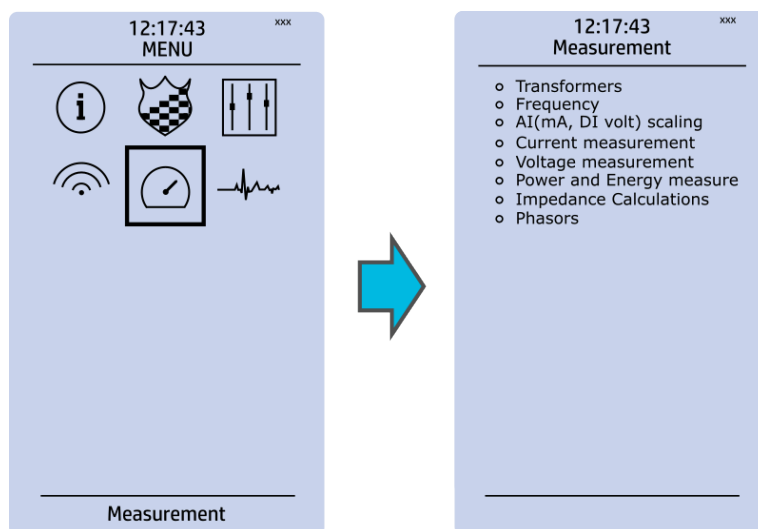 12:17:43
xxx
MENU
i
Measurement
12:17:43
xxx
Measurement
Transformers
Frequency
AI(mA, DI volt) scaling
Current measurement
Voltage measurement
Power and Energy measure
Impedance Calculations
Phasors